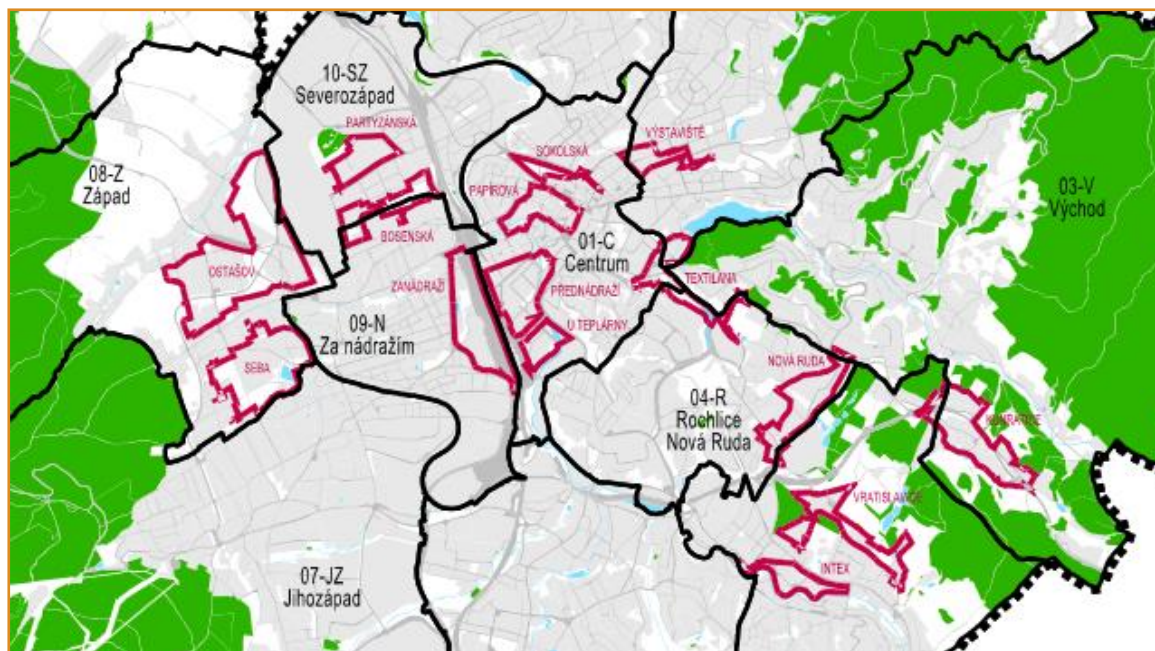 10-SZ
Severozápad
PARTYZÁNSKÁ
VÝSTAVIŠTĚ
SOKOLSKÁ
08-Z
Západ
PAPÍROVÁ
03-V
Východ
BOSENSKÁ
01-C
Centrum
OSTAŠOV
ZANÁDRAŽÍ
PŘEDNÁDRAŽÍ
TEXTILANA
09-N
Za nádražím
U TEPLÁRNY
SEBA
NOVÁ RUDA
04-R
Rochlice
Nová Ruda
KUNRATICE
VRATISLAVICE
INTEX
07-JZ
Jihozápad